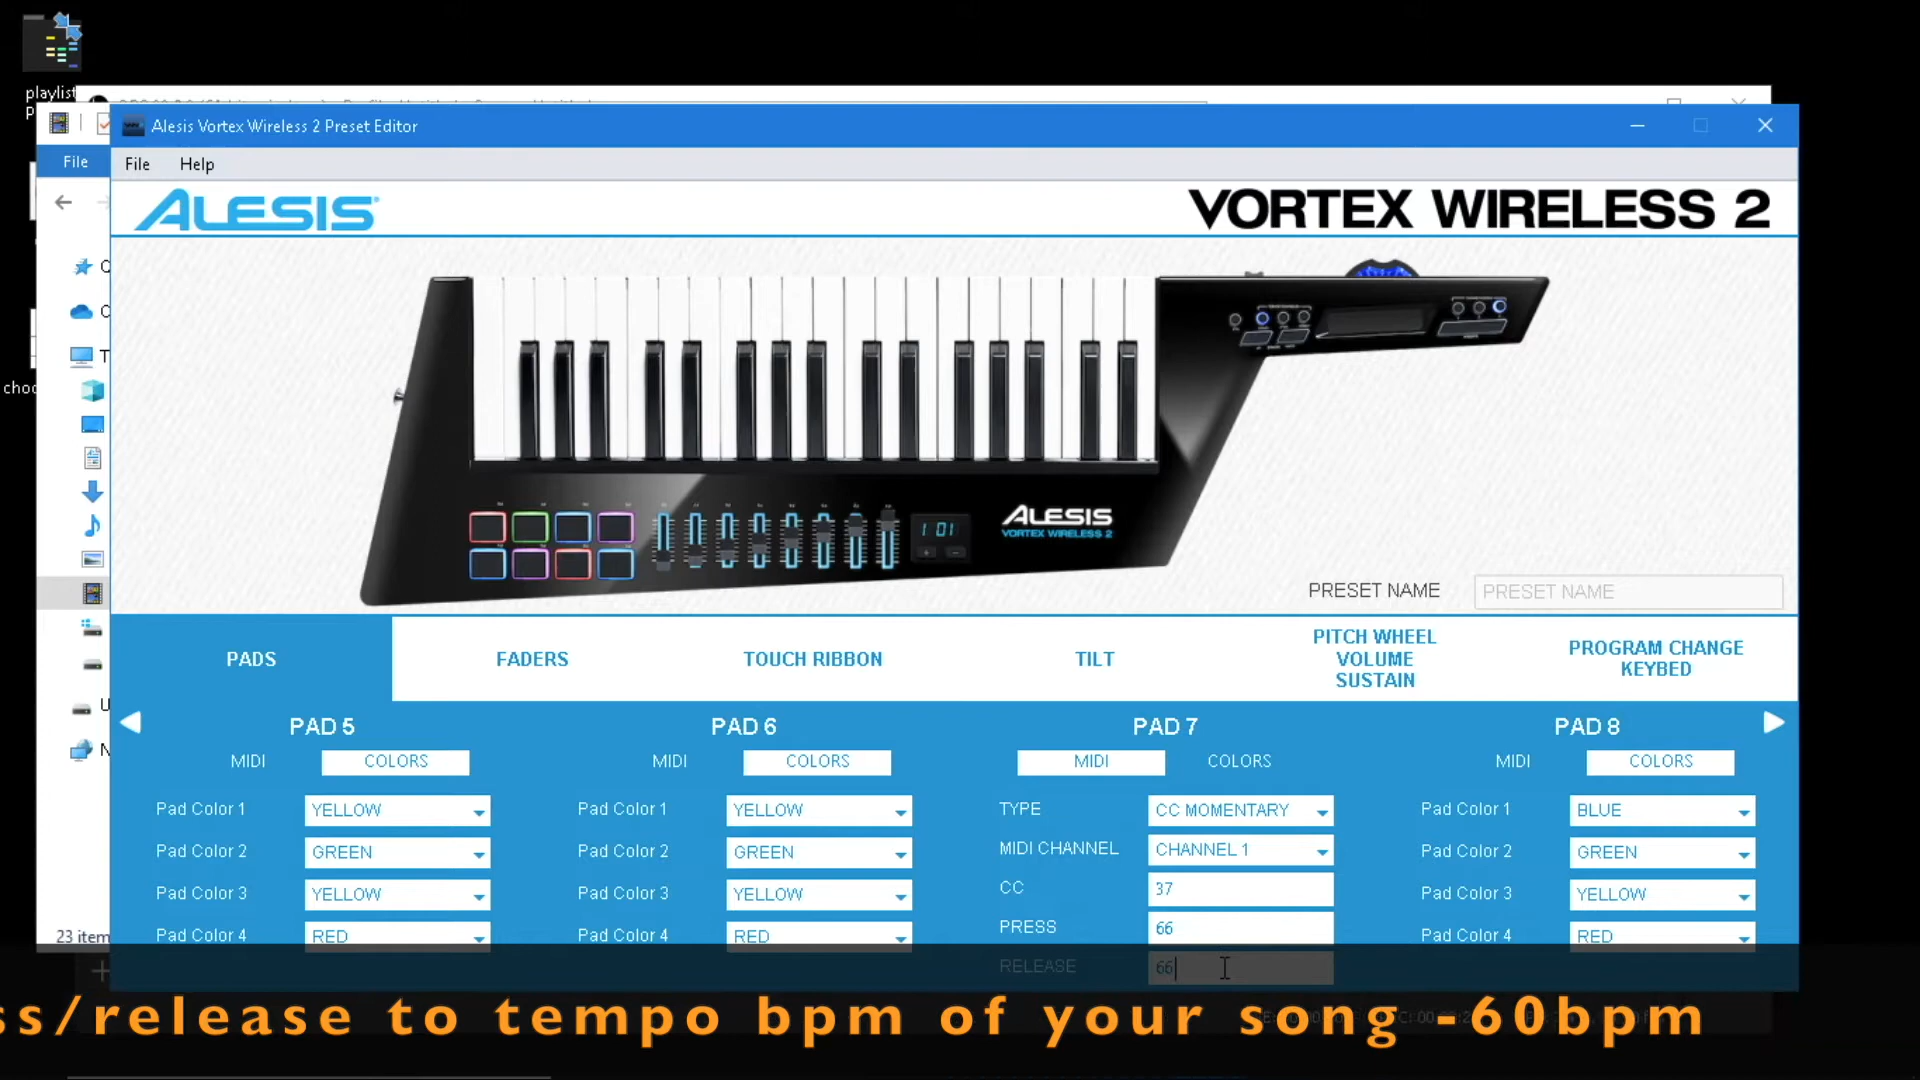 playlist
File
Alesis Vortex Wireless 2 Preset Editor
File Help
ALESIS
VORTEX WIRELESS 2
1 01
ALESIS
VORTEX WIRELESS 2
PRESET NAME PRESET NAME
choo
PADS
FADERS
TOUCH RIBBON
TILT
PITCH WHEEL
VOLUME
SUSTAIN
PROGRAM CHANGE
KEYBED
PAD 5 PAD 6 PAD 7 PAD 8
MIDI COLORS MIDI COLORS MIDI COLORS MIDI COLORS
Pad Color 1 YELLOW Pad Color 1 YELLOW TYPE CC MOMENTARY Pad Color 1 BLUE
Pad Color 2 GREEN Pad Color 2 GREEN MIDI CHANNEL CHANNEL 1 Pad Color 2 GREEN
Pad Color 3 YELLOW Pad Color 3 YELLOW CC 37 Pad Color 3 YELLOW
Pad Color 4 RED Pad Color 4 RED PRESS 66 Pad Color 4 RED
23 item
RELEASE 66
ss/release to tempo bpm of your song -60bpm